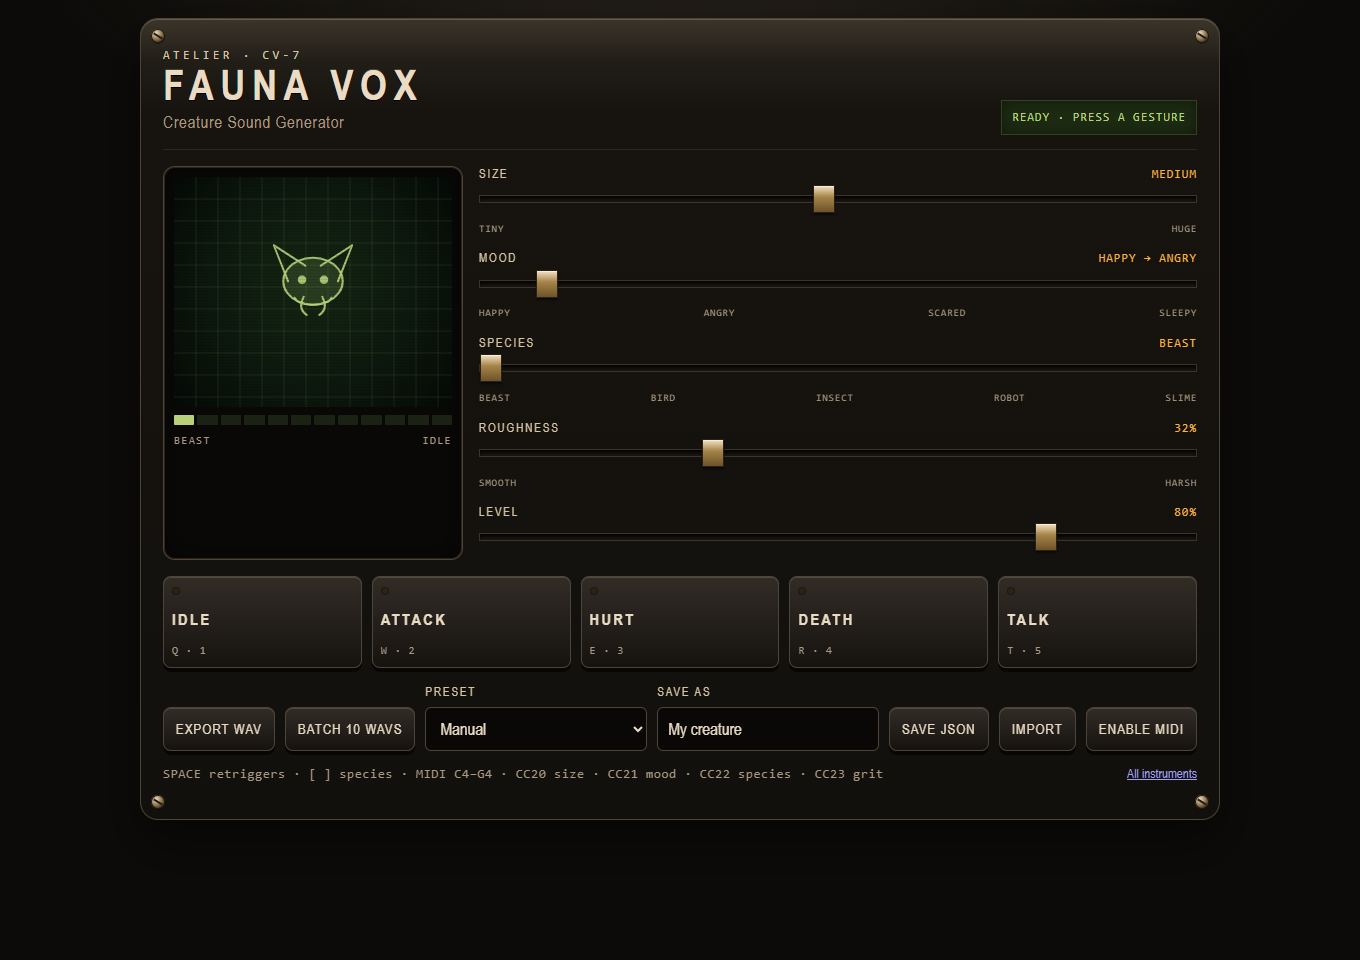 ATELIER · CV-7
FAUNA VOX
Creature Sound Generator
READY · PRESS A GESTURE
BEAST IDLE
SIZE MEDIUM
TINY HUGE
MOOD HAPPY → ANGRY
HAPPY ANGRY SCARED SLEEPY
SPECIES BEAST
BEAST BIRD INSECT ROBOT SLIME
ROUGHNESS 32%
SMOOTH HARSH
LEVEL 80%
IDLE ATTACK HURT DEATH TALK
Q · 1 W · 2 E · 3 R · 4 T · 5
PRESET SAVE AS
EXPORT WAV BATCH 10 WAVS Manual My creature SAVE JSON IMPORT ENABLE MIDI
SPACE retriggers · [ ] species · MIDI C4–G4 · CC20 size · CC21 mood · CC22 species · CC23 grit All instruments